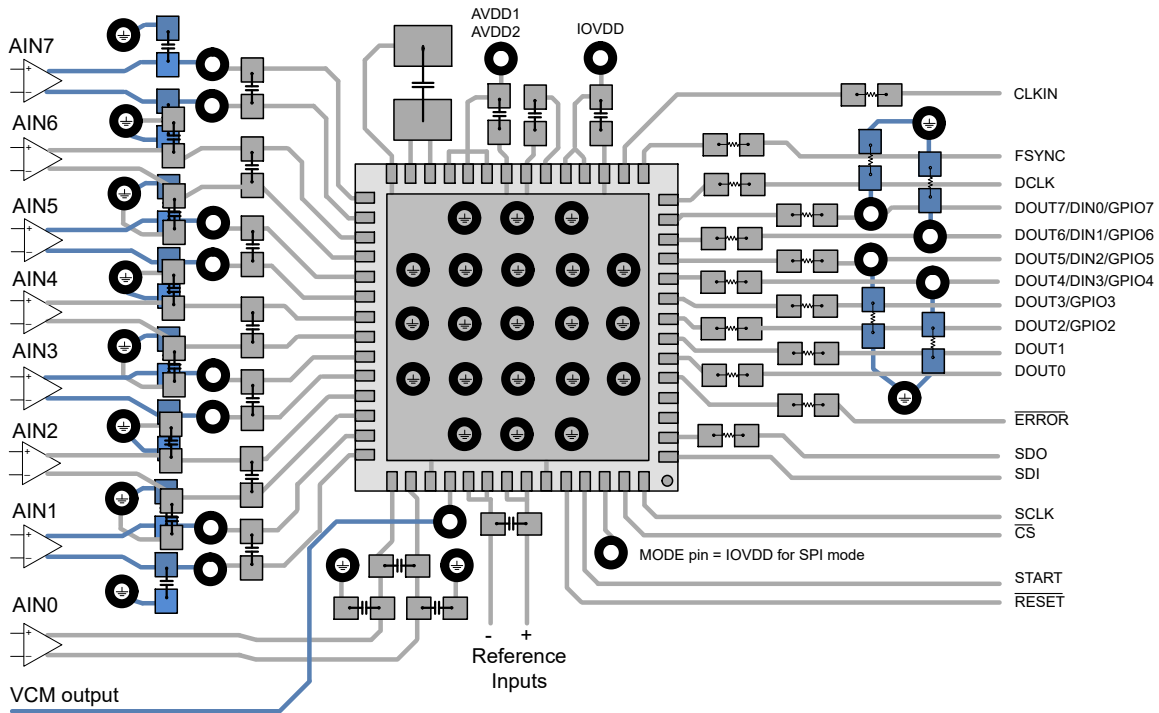 AVDD1
AVDD2
IOVDD
AIN7
+
−
CLKIN
AIN6
+
−
FSYNC
DCLK
AIN5
+
−
DOUT7/DIN0/GPIO7
DOUT6/DIN1/GPIO6
DOUT5/DIN2/GPIO5
AIN4
+
−
DOUT4/DIN3/GPIO4
DOUT3/GPIO3
DOUT2/GPIO2
AIN3
+
−
DOUT1
DOUT0
ERROR
AIN2
+
−
SDO
SDI
AIN1
+
−
SCLK
CS
MODE pin = IOVDD for SPI mode
START
RESET
AIN0
+
−
- +
Reference
Inputs
VCM output